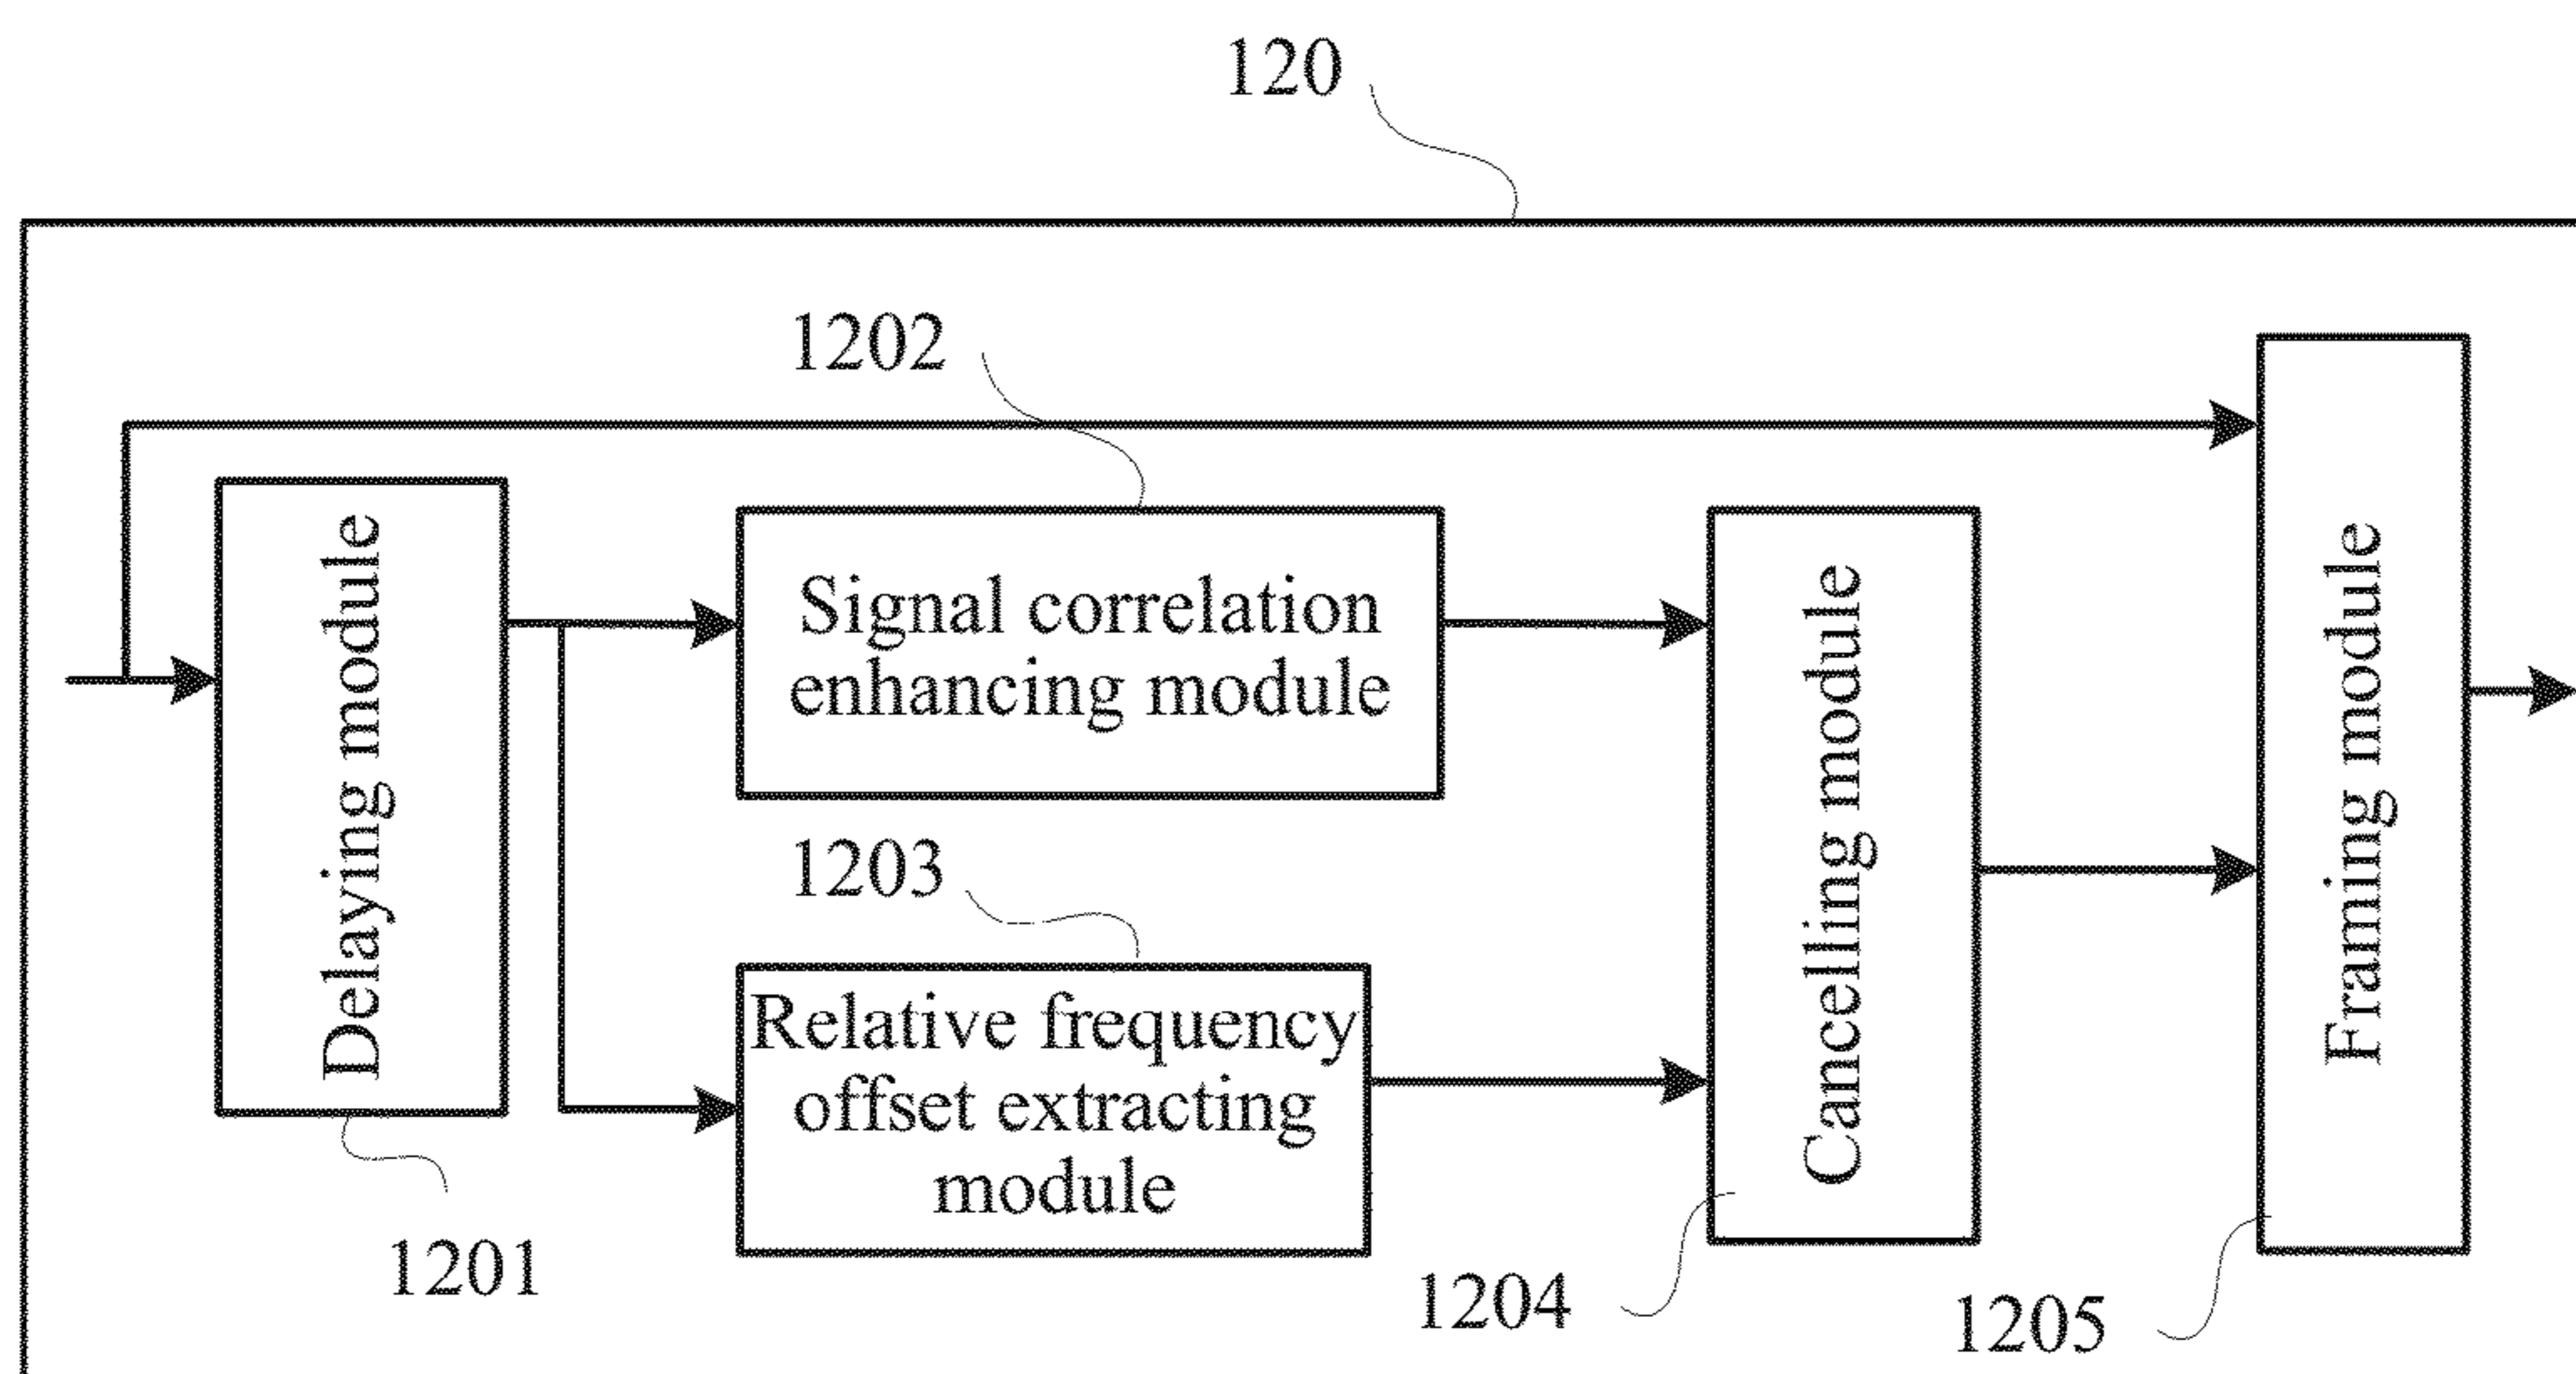 120
1202
Delaying module
Signal correlation
enhancing module
Cancelling module
Framing module
1203
Relative frequency
offset extracting
module
1201
1204
1205